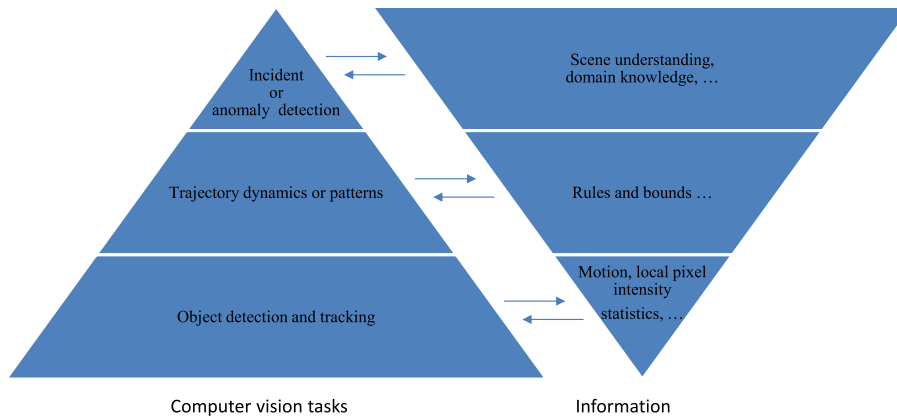 Incident
or
anomaly detection
Scene understanding,
domain knowledge, …
Trajectory dynamics or patterns
Rules and bounds …
Object detection and tracking
Motion, local pixel
intensity
statistics, …
Computer vision tasks
Information